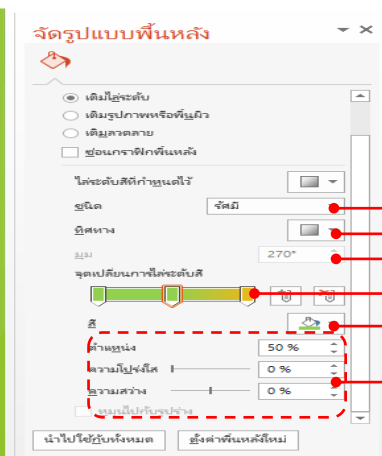 จัดรูปแบบพื้นหลัง
เติมไล่ระดับ
เติมรูปภาพหรือพื้นผิว
เติมลวดลาย
ซ่อนกราฟิกพื้นหลัง
ไล่ระดับสีที่กำหนดไว้
ชนิด รัศมี
ทิศทาง
มุม 270°
จุดเปลี่ยนการไล่ระดับสี
สี
ตำแหน่ง 50 %
ความโปร่งใส 0 %
ความสว่าง 0 %
หมุนไปกับรูปร่าง
นำไปใช้กับทั้งหมด ตั้งค่าพื้นหลังใหม่